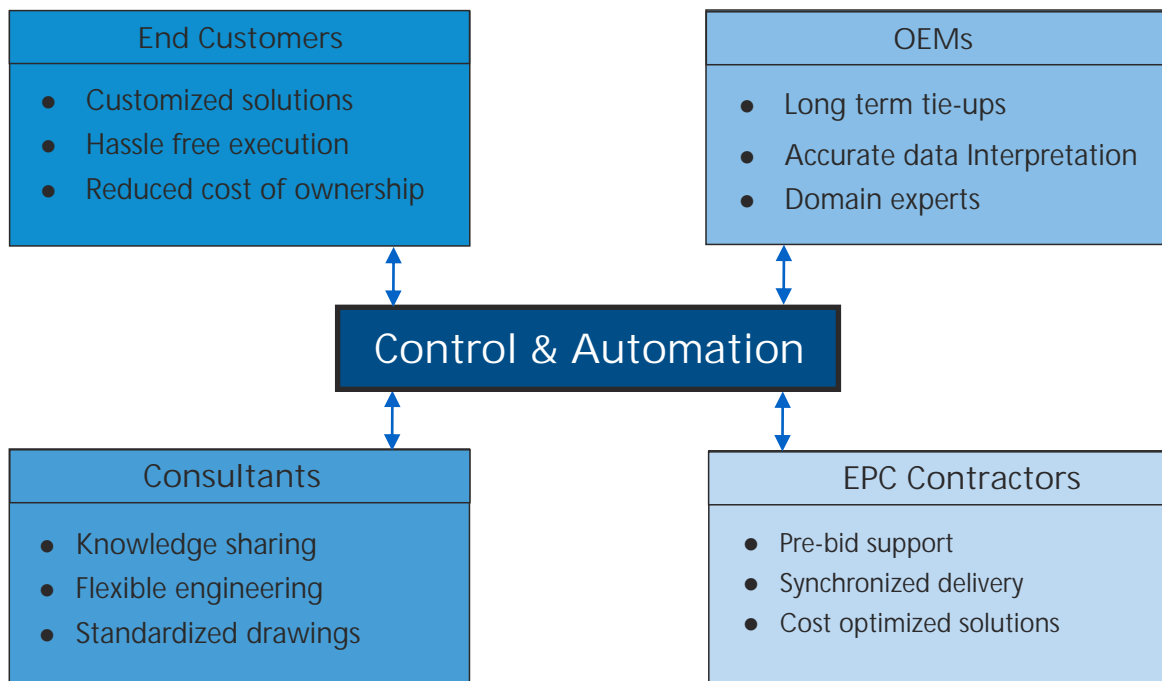 End Customers
● Customized solutions
● Hassle free execution
● Reduced cost of ownership
OEMs
● Long term tie-ups
● Accurate data Interpretation
● Domain experts
Control & Automation
Consultants
● Knowledge sharing
● Flexible engineering
● Standardized drawings
EPC Contractors
● Pre-bid support
● Synchronized delivery
● Cost optimized solutions